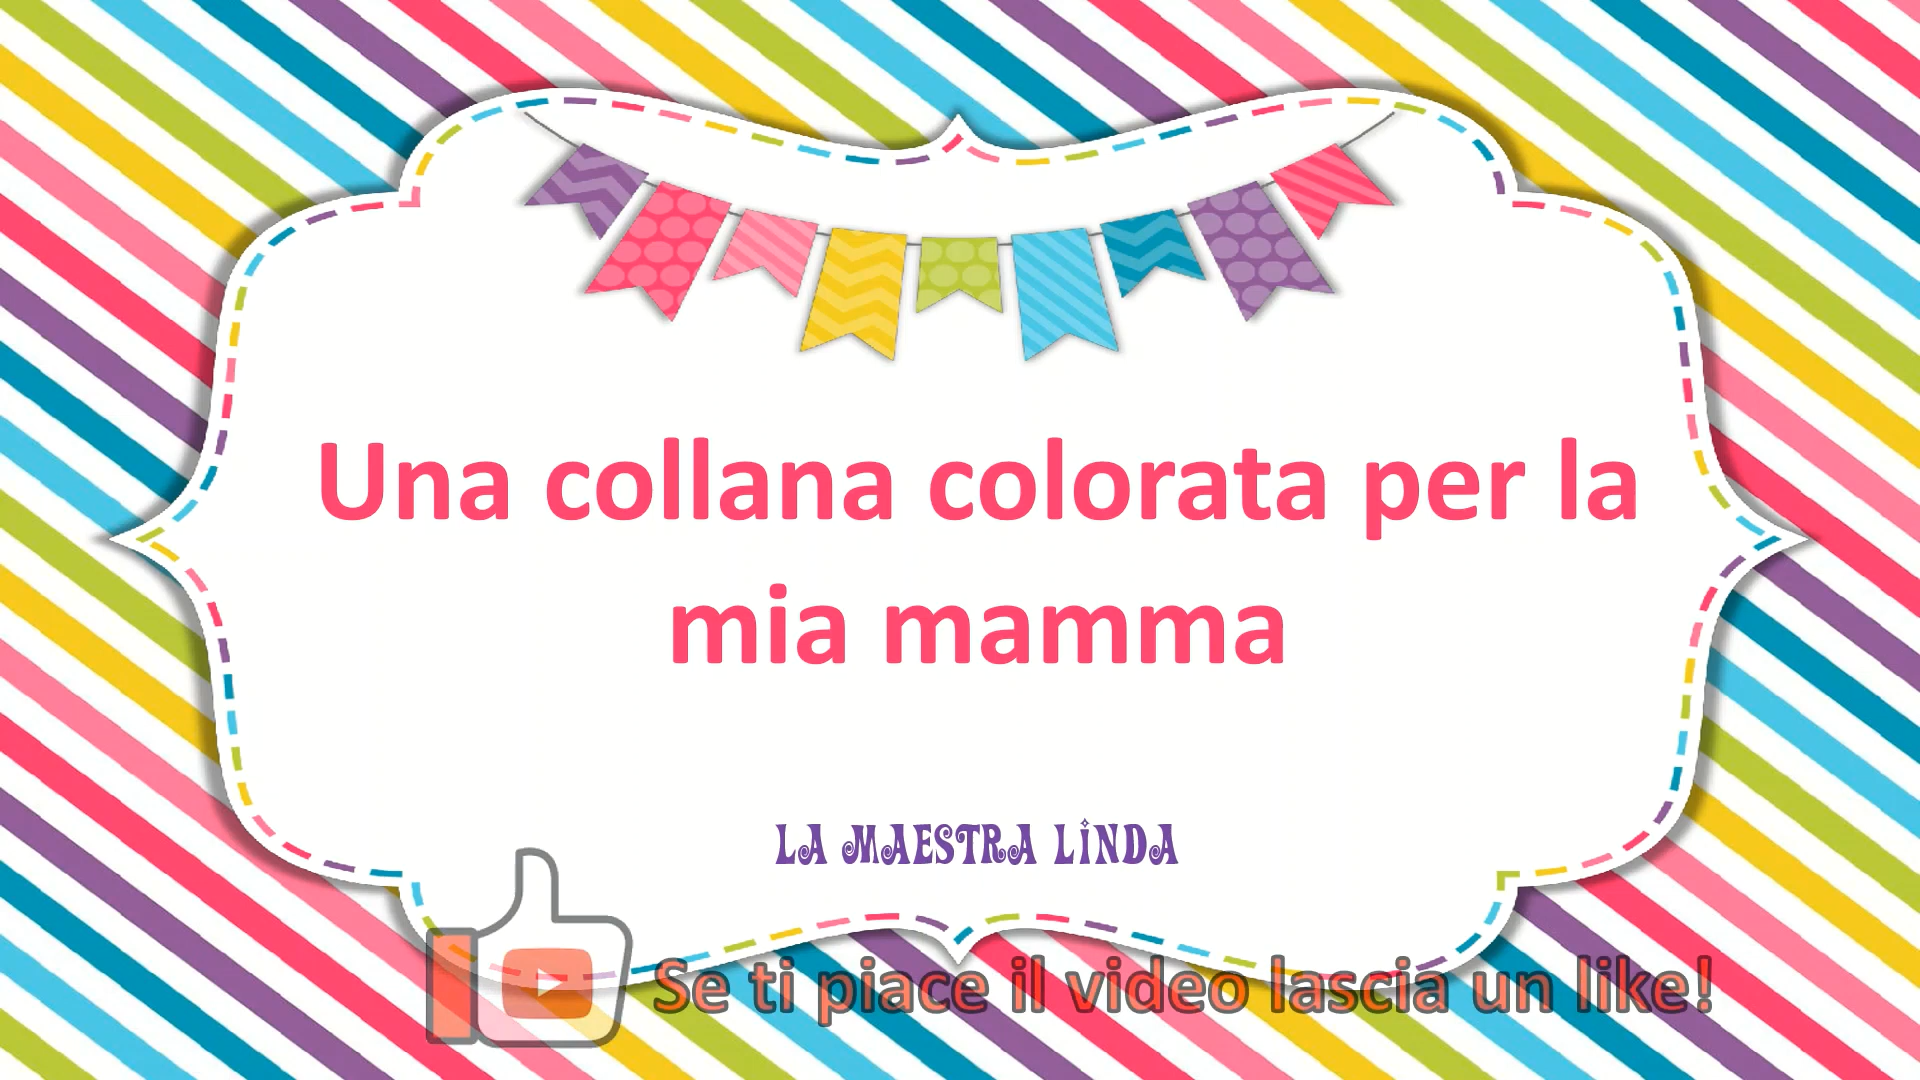 Una collana colorata per la
mia mamma
LA MAESTRA LINDA
Se ti piace il video lascia un like!